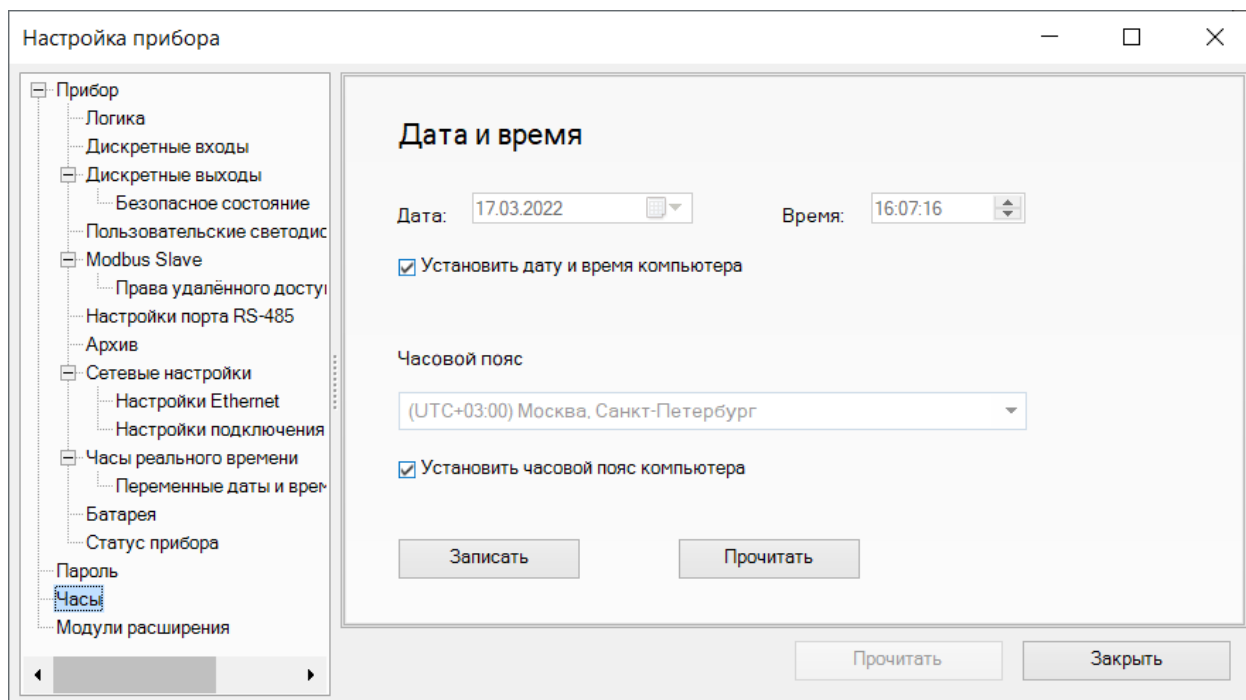 Настройка прибора
Прибор
Логика
Дискретные входы
Дискретные выходы
Безопасное состояние
Пользовательские светодис
Modbus Slave
Права удалённого доступ
Настройки порта RS-485
Архив
Сетевые настройки
Настройки Ethernet
Настройки подключения
Часы реального времени
Переменные даты и врем
Батарея
Статус прибора
Пароль
Часы
Модули расширения
Дата и время
Дата: 17.03.2022 Время: 16:07:16
Установить дату и время компьютера
Часовой пояс
(UTC+03:00) Москва, Санкт-Петербург
Установить часовой пояс компьютера
Записать Прочитать
Прочитать Закрыть